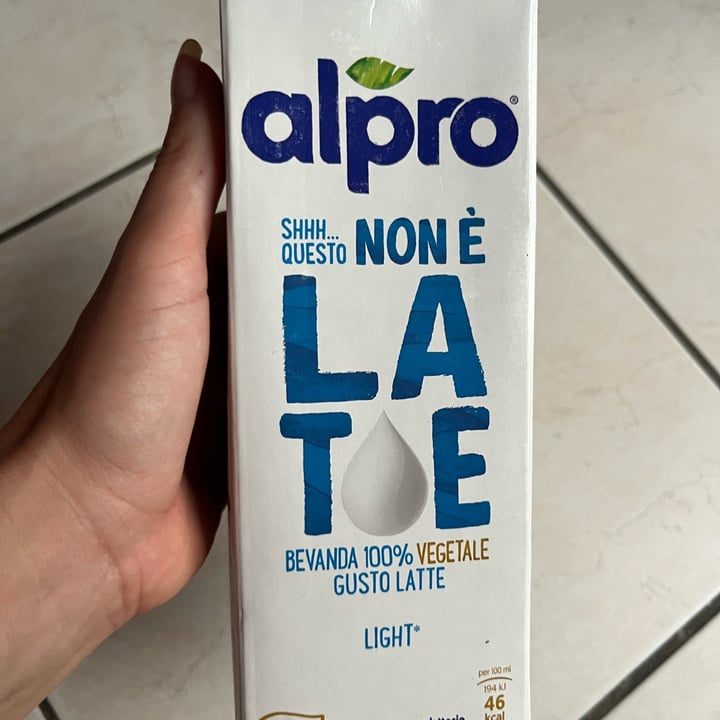 alpro®
SHHH...
QUESTO NON È
LA
TE
BEVANDA 100% VEGETALE
GUSTO LATTE
LIGHT*
per 100 ml
194 kJ
46
kcal